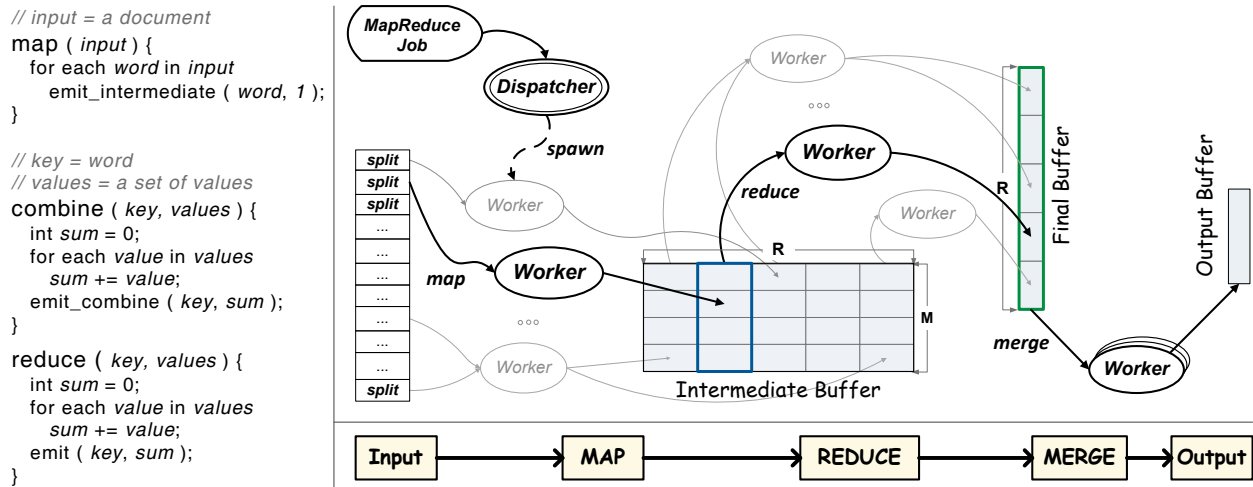 // input = a document
map ( input ) {
for each word in input
emit_intermediate ( word, 1 );
}
// key = word
// values = a set of values
combine ( key, values ) {
int sum = 0;
for each value in values
sum += value;
emit_combine ( key, sum );
}
reduce ( key, values ) {
int sum = 0;
for each value in values
sum += value;
emit ( key, sum );
}
MapReduce
Job
Dispatcher
spawn
split
split
split
...
...
...
...
...
...
...
split
Worker
map
Worker
Worker
Worker
reduce
Worker
Worker
R
M
Intermediate Buffer
R
Final Buffer
merge
Worker
Output Buffer
Input
MAP
REDUCE
MERGE
Output